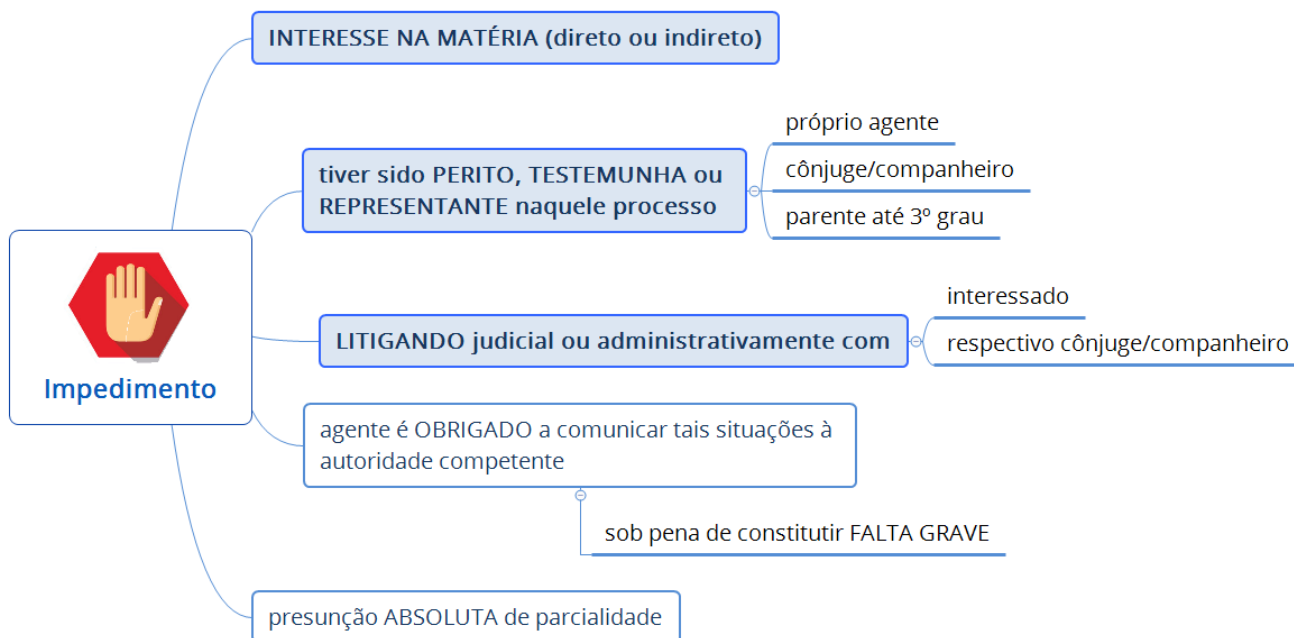 INTERESSE NA MATÉRIA (direto ou indireto)
tiver sido PERITO, TESTEMUNHA ou
REPRESENTANTE naquele processo
próprio agente
cônjuge/companheiro
parente até 3º grau
Impedimento
LITIGANDO judicial ou administrativamente com
interessado
respectivo cônjuge/companheiro
agente é OBRIGADO a comunicar tais situações à
autoridade competente
sob pena de constitutir FALTA GRAVE
presunção ABSOLUTA de parcialidade